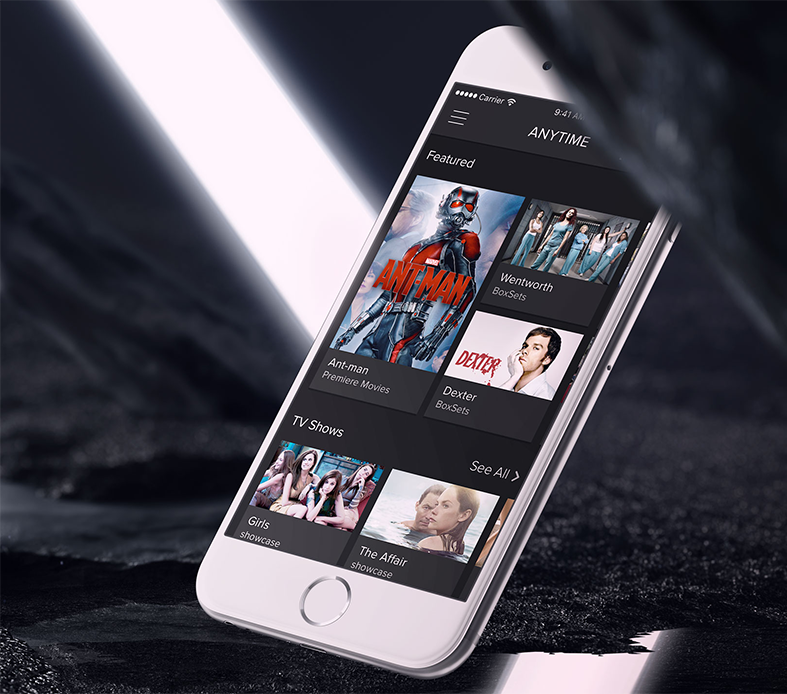 Carrier
9:41 AM
ANYTIME
Featured
MARVEL
ANT-MAN
Ant-man
Premiere Movies
Wentworth
BoxSets
DEXTER
Dexter
BoxSets
TV Shows
See All
Girls
showcase
The Affair
showcase